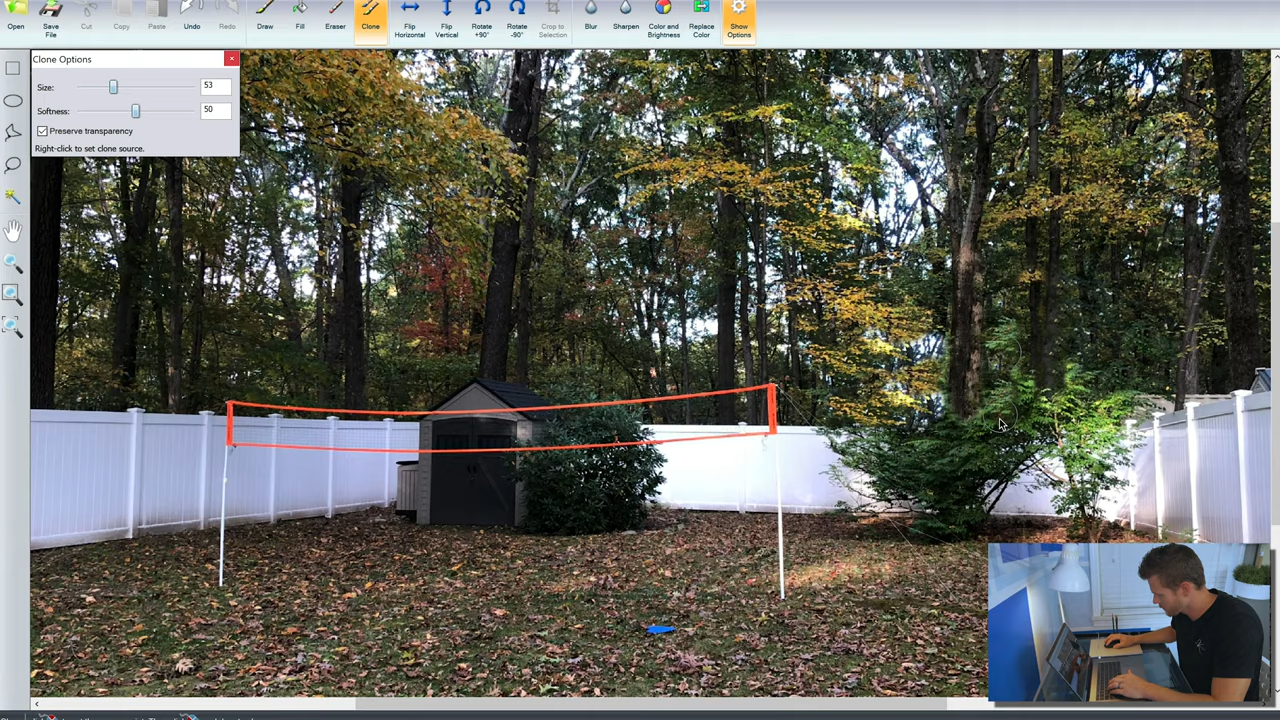 Open
Save File
Cut
Copy
Paste
Undo
Redo
Draw
Fill
Eraser
Clone
Flip Horizontal
Flip Vertical
Rotate +90°
Rotate -90°
Crop to Selection
Blur
Sharpen
Color and Brightness
Replace Color
Show Options
Clone Options
Size: 53
Softness: 50
Preserve transparency
Right-click to set clone source.